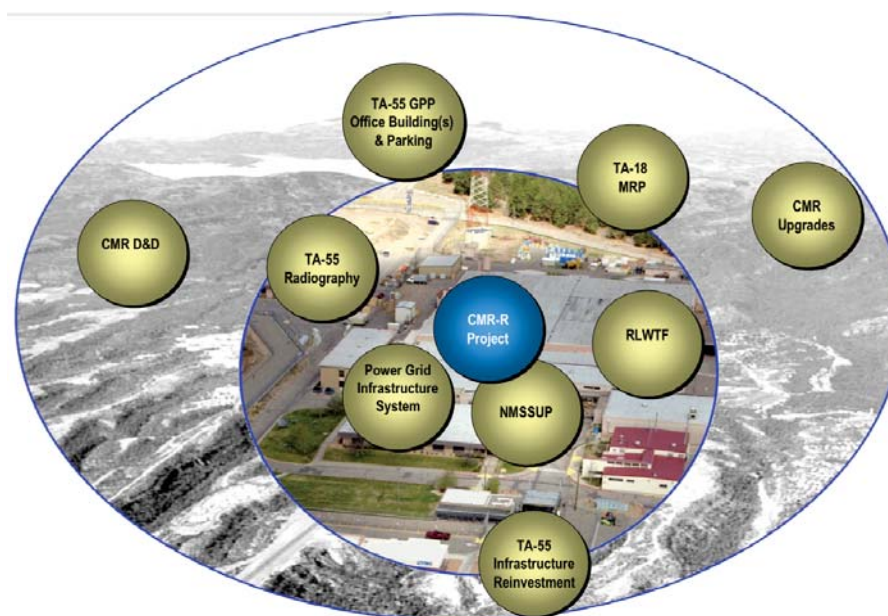 TA-55 GPP
Office Building(s)
& Parking
TA-18
MRP
CMR
Upgrades
CMR D&D
TA-55
Radiography
CMR-R
Project
RLWTF
Power Grid
Infrastructure
System
NMSSUP
TA-55
Infrastructure
Reinvestment